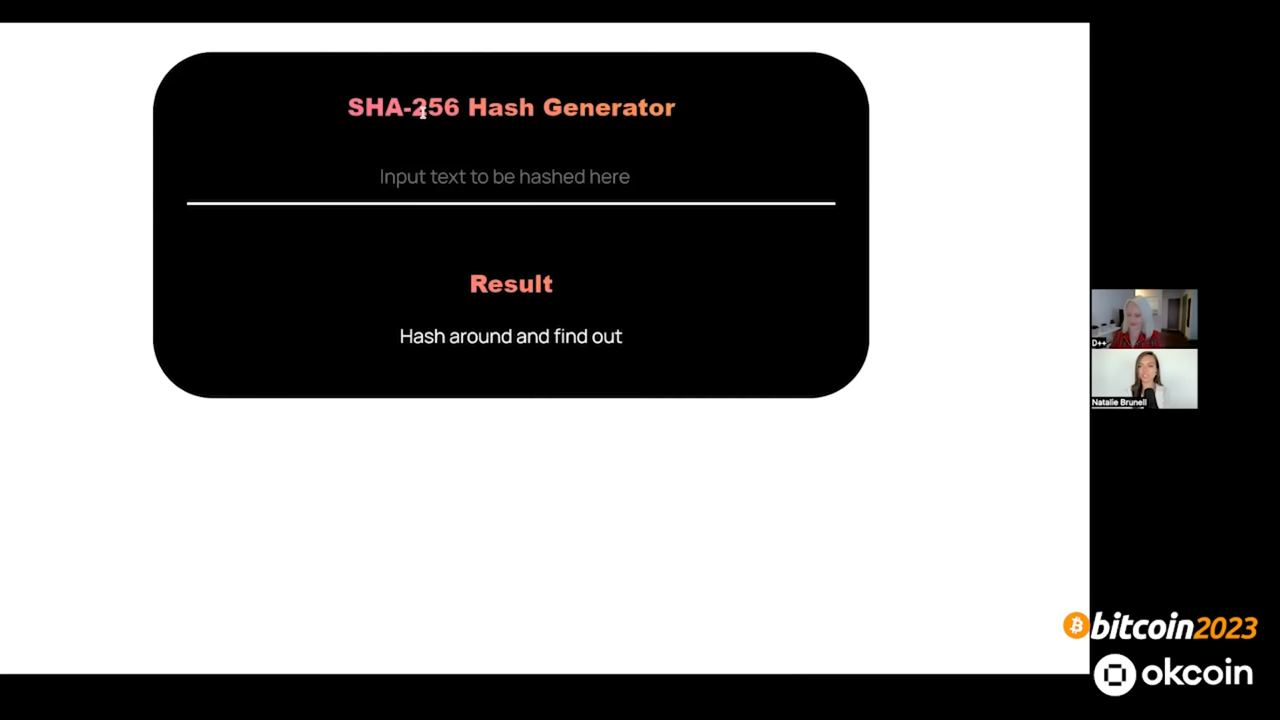 SHA-256 Hash Generator
Input text to be hashed here
Result
Hash around and find out
D++
Natalie Brunell
bitcoin2023
okcoin